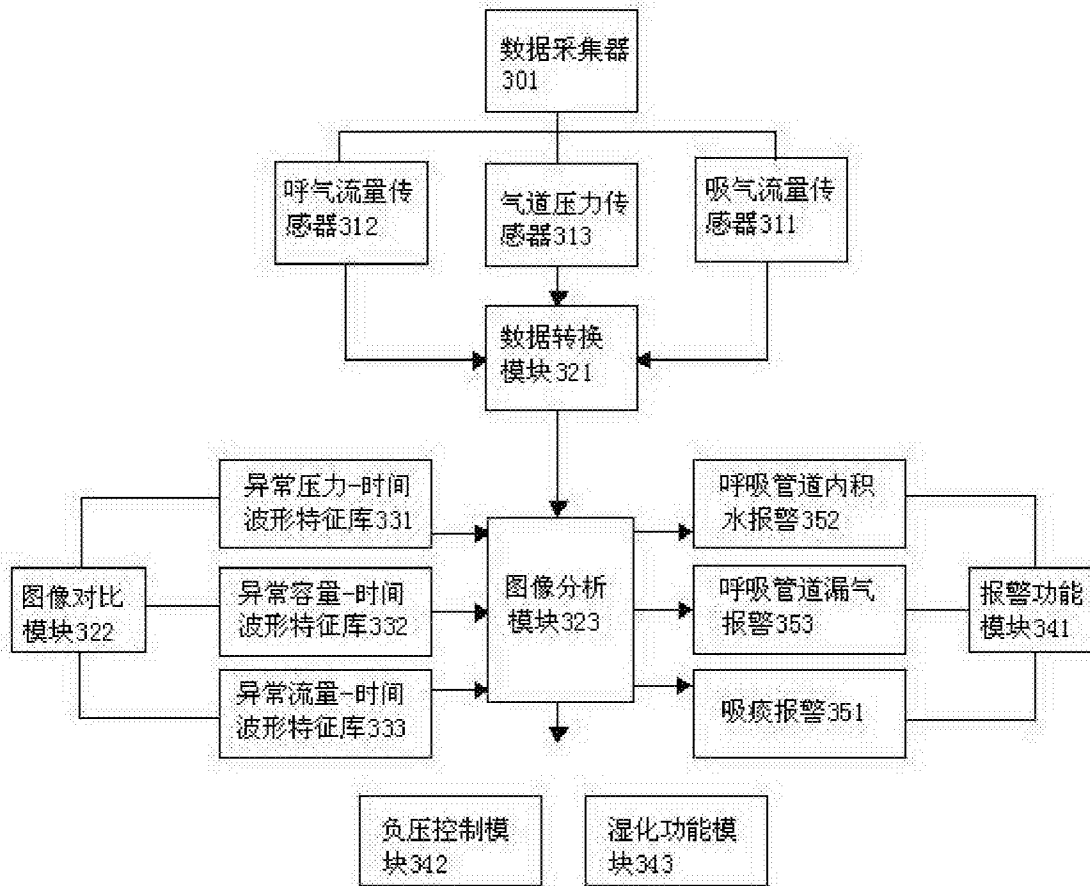 数据采集器
301
呼气流量传
感器312
气道压力传
感器313
吸气流量传
感器311
数据转换
模块321
异常压力-时间
波形特征库331
呼吸管道内积
水报警352
图像对比
模块322
异常容量-时间
波形特征库332
图像分析
模块323
呼吸管道漏气
报警353
报警功能
模块341
异常流量-时间
波形特征库333
吸痰报警351
负压控制模
块342
湿化功能模
块343